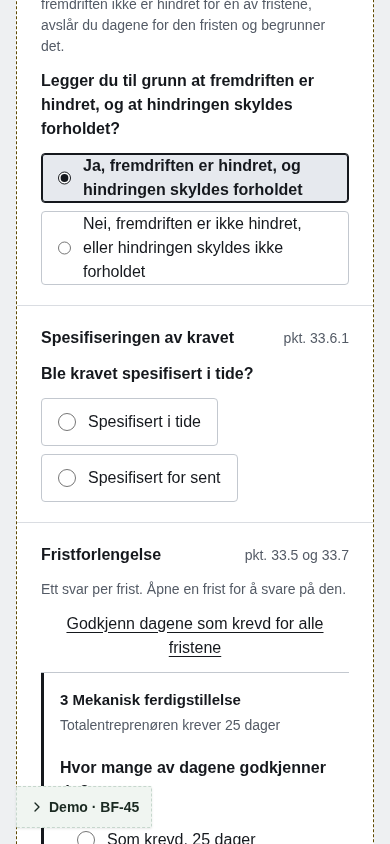 fremdriften ikke er hindret for en av fristene,
avslår du dagene for den fristen og begrunner
det.
Legger du til grunn at fremdriften er
hindret, og at hindringen skyldes
forholdet?
Ja, fremdriften er hindret, og
hindringen skyldes forholdet
Nei, fremdriften er ikke hindret,
eller hindringen skyldes ikke
forholdet
Spesifiseringen av kravet pkt. 33.6.1
Ble kravet spesifisert i tide?
Spesifisert i tide
Spesifisert for sent
Fristforlengelse pkt. 33.5 og 33.7
Ett svar per frist. Åpne en frist for å svare på den.
Godkjenn dagene som krevd for alle
fristene
3 Mekanisk ferdigstillelse
Totalentreprenøren krever 25 dager
Hvor mange av dagene godkjenner
Demo · BF-45
Som krevd, 25 dager